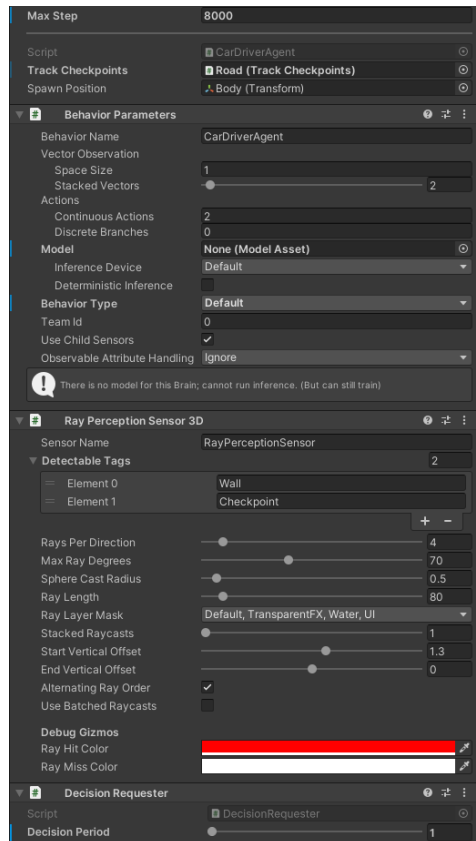 Max Step 8000
Script CarDriverAgent
Track Checkpoints Road (Track Checkpoints)
Spawn Position Body (Transform)
# Behavior Parameters
Behavior Name CarDriverAgent
Vector Observation
Space Size 1
Stacked Vectors 2
Actions
Continuous Actions 2
Discrete Branches 0
Model None (Model Asset)
Inference Device Default
Deterministic Inference
Behavior Type Default
Team Id 0
Use Child Sensors
Observable Attribute Handling Ignore
There is no model for this Brain; cannot run inference. (But can still train)
# Ray Perception Sensor 3D
Sensor Name RayPerceptionSensor
Detectable Tags 2
Element 0 Wall
Element 1 Checkpoint
+ -
Rays Per Direction 4
Max Ray Degrees 70
Sphere Cast Radius 0.5
Ray Length 80
Ray Layer Mask Default, TransparentFX, Water, UI
Stacked Raycasts 1
Start Vertical Offset 1.3
End Vertical Offset 0
Alternating Ray Order
Use Batched Raycasts
Debug Gizmos
Ray Hit Color
Ray Miss Color
# Decision Requester
Script DecisionRequester
Decision Period 1